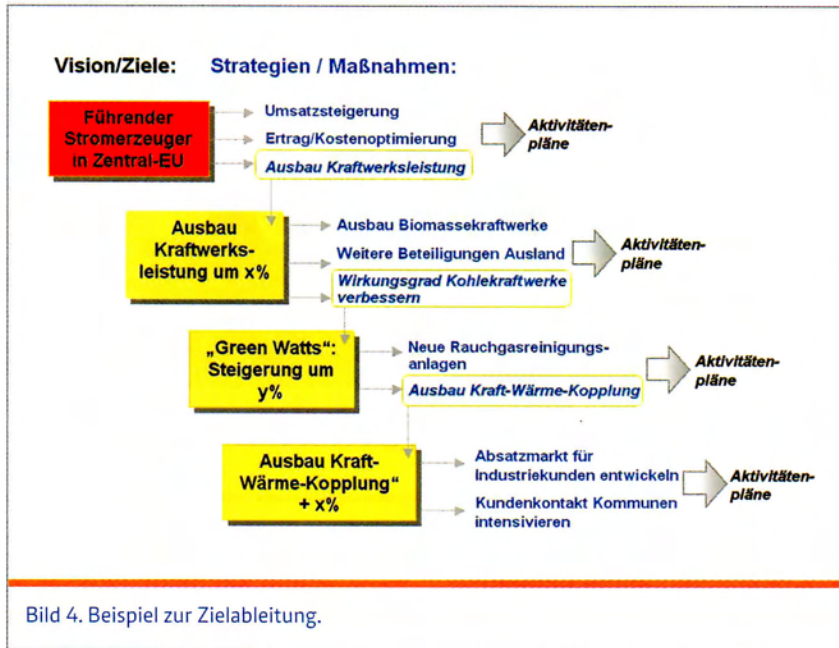 Vision/Ziele: Strategien / Maßnahmen:
Führender
Stromerzeuger
in Zentral-EU
Umsatzsteigerung
Ertrag/Kostenoptimierung
Ausbau Kraftwerksleistung
Aktivitäten-
pläne
Ausbau
Kraftwerks-
leistung um x%
Ausbau Biomassekraftwerke
Weitere Beteiligungen Ausland
Wirkungsgrad Kohlekraftwerke
verbessern
Aktivitäten-
pläne
„Green Watts“:
Steigerung um
y%
Neue Rauchgasreinigungs-
anlagen
Ausbau Kraft-Wärme-Kopplung
Aktivitäten-
pläne
Ausbau Kraft-
Wärme-Kopplung“
+ x%
Absatzmarkt für
Industriekunden entwickeln
Kundenkontakt Kommunen
intensivieren
Aktivitäten-
pläne
Bild 4. Beispiel zur Zielableitung.